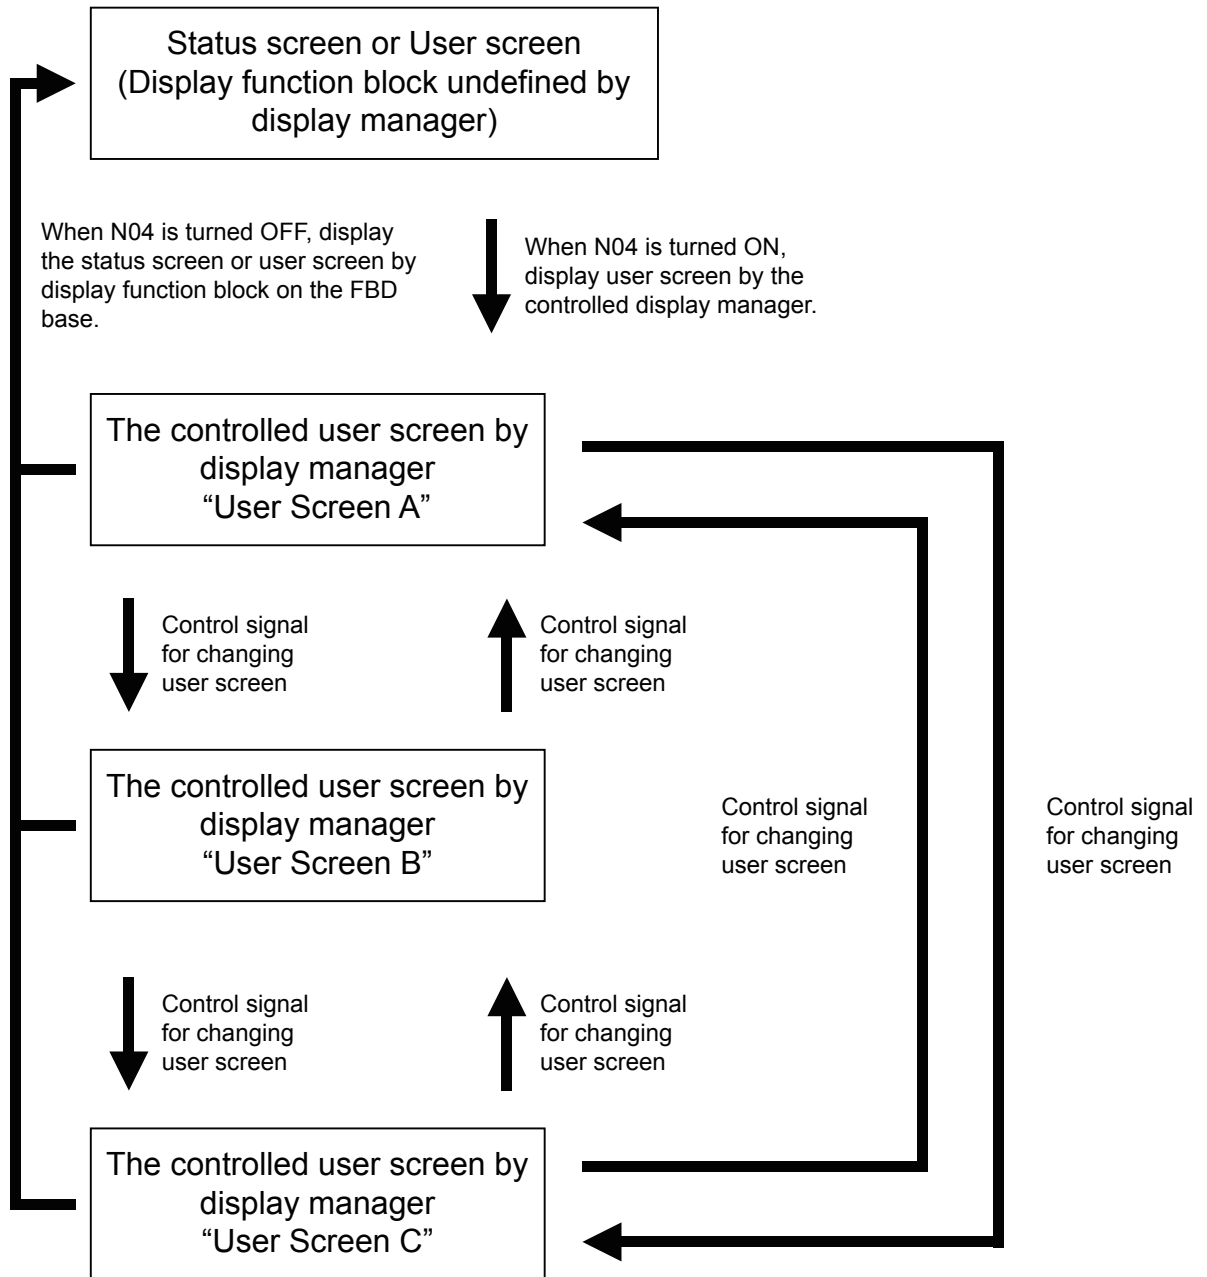 Status screen or User screen
(Display function block undefined by
display manager)
When N04 is turned OFF, display
the status screen or user screen by
display function block on the FBD
base.
When N04 is turned ON,
display user screen by the
controlled display manager.
The controlled user screen by
display manager
“User Screen A”
Control signal
for changing
user screen
Control signal
for changing
user screen
The controlled user screen by
display manager
“User Screen B”
Control signal
for changing
user screen
Control signal
for changing
user screen
Control signal
for changing
user screen
Control signal
for changing
user screen
The controlled user screen by
display manager
“User Screen C”